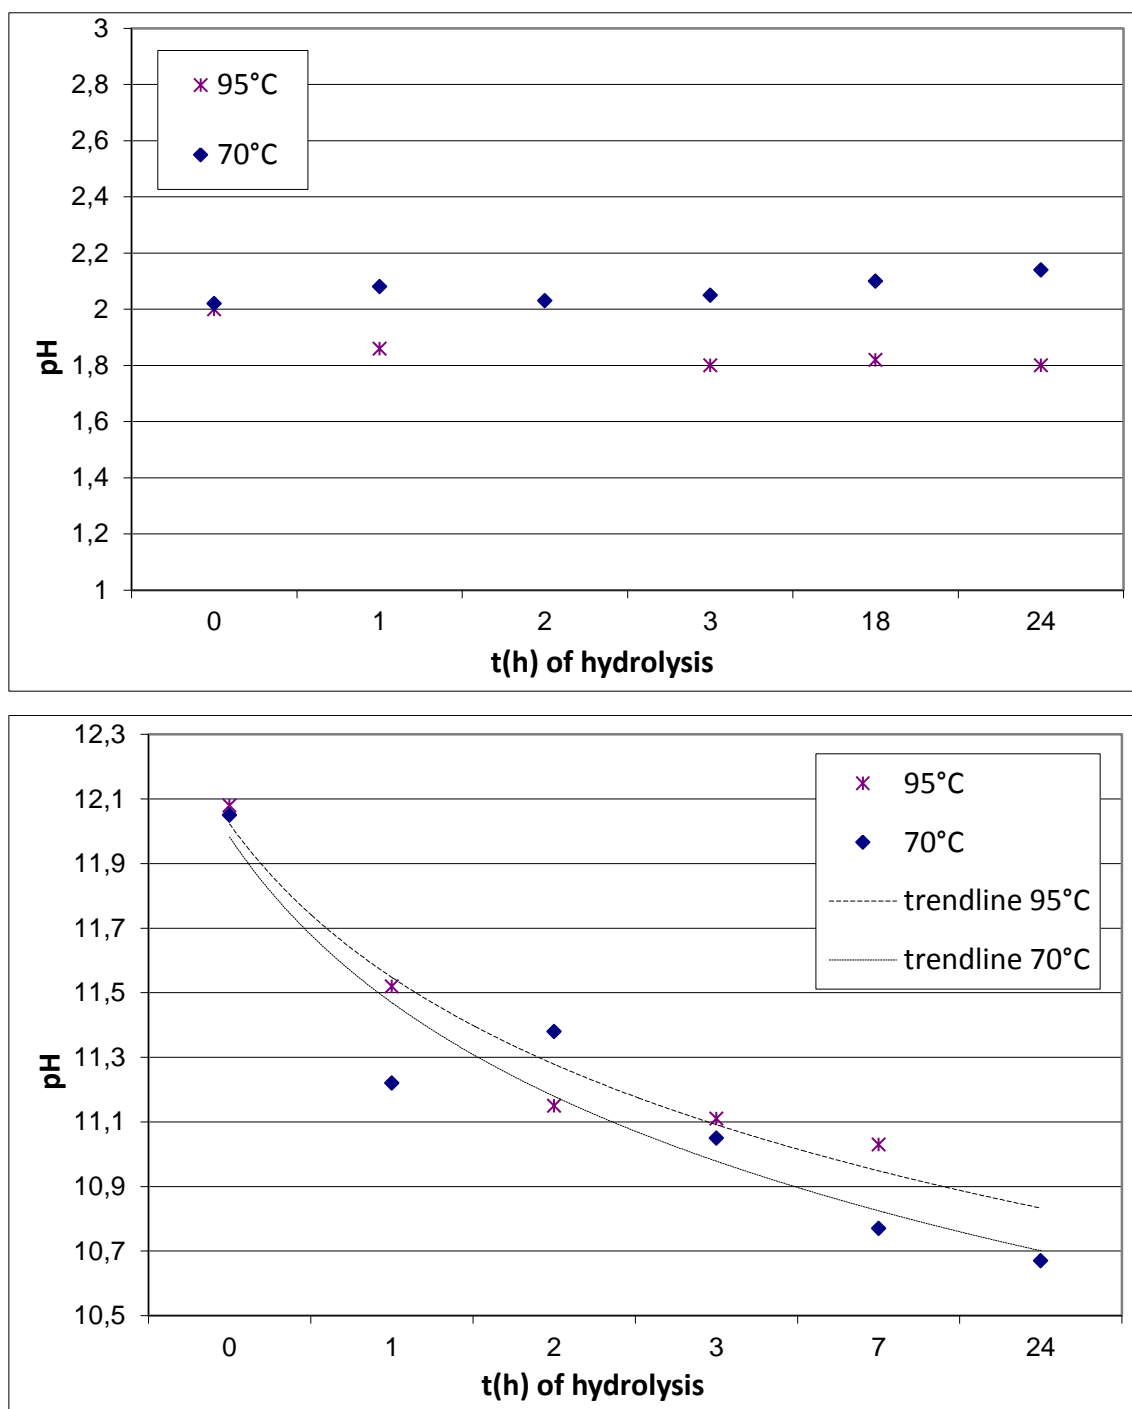 3
2,8
2,6
2,4
2,2
2
1,8
1,6
1,4
1,2
1
pH
95°C
70°C
0 1 2 3 18 24
t(h) of hydrolysis
12,3
12,1
11,9
11,7
11,5
11,3
11,1
10,9
10,7
10,5
pH
95°C
70°C
trendline 95°C
trendline 70°C
0 1 2 3 7 24
t(h) of hydrolysis